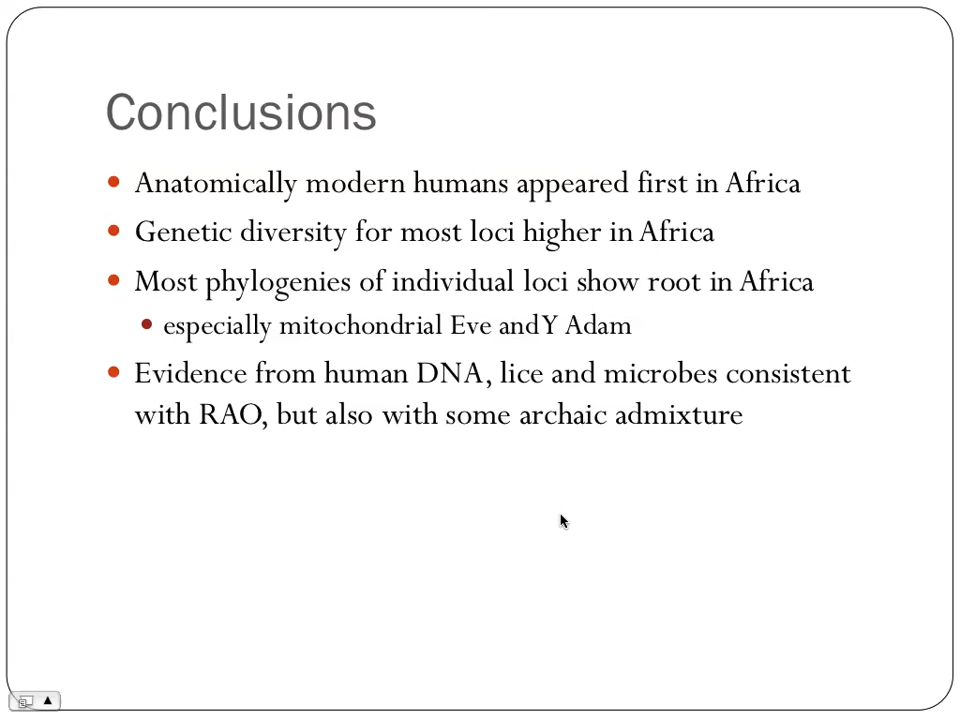 Conclusions
Anatomically modern humans appeared first in Africa
Genetic diversity for most loci higher in Africa
Most phylogenies of individual loci show root in Africa
especially mitochondrial Eve and Y Adam
Evidence from human DNA, lice and microbes consistent
with RAO, but also with some archaic admixture